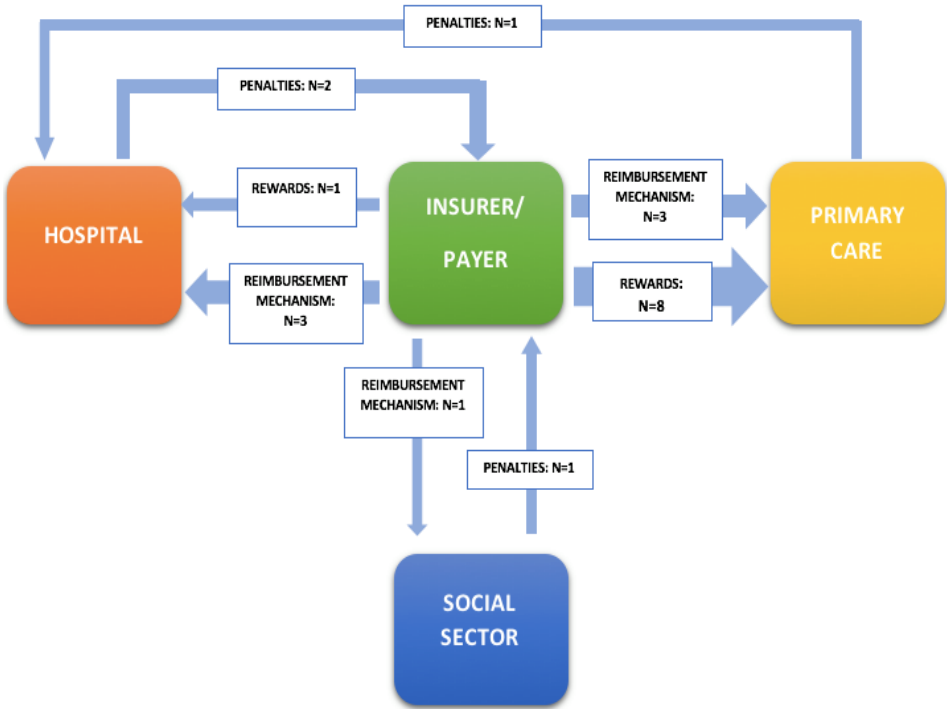 PENALTIES: N=1
PENALTIES: N=2
HOSPITAL
REWARDS: N=1
REIMBURSEMENT
MECHANISM:
N=3
INSURER/
PAYER
REIMBURSEMENT
MECHANISM:
N=3
REWARDS:
N=8
PRIMARY
CARE
REIMBURSEMENT
MECHANISM: N=1
PENALTIES: N=1
SOCIAL
SECTOR